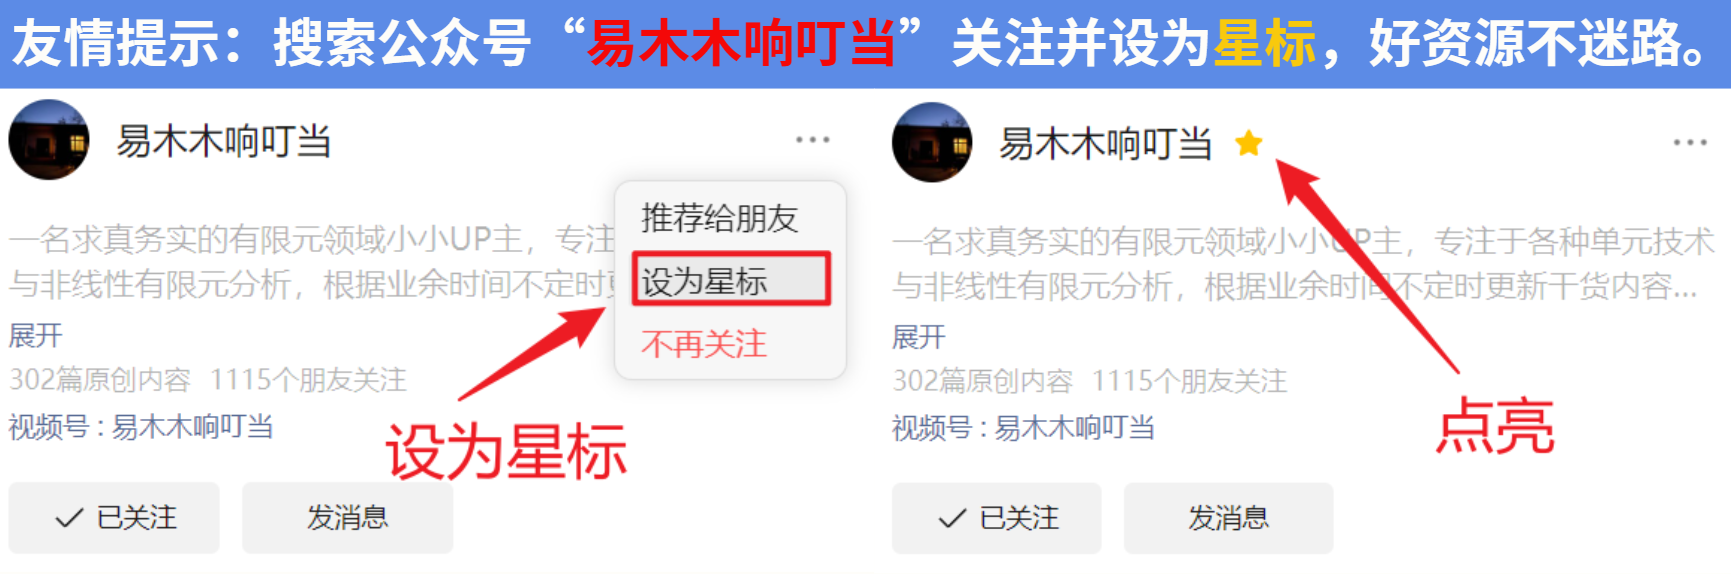 友情提示：搜索公众号“易木木响叮当”关注并设为星标，好资源不迷路。
易木木响叮当
推荐给朋友
设为星标
不再关注
一名求真务实的有限元领域小小UP主，专注
与非线性有限元分析，根据业余时间不定时更
展开
302篇原创内容 1115个朋友关注
视频号：易木木响叮当
设为星标
已关注
发消息
易木木响叮当
一名求真务实的有限元领域小小UP主，专注于各种单元技术
与非线性有限元分析，根据业余时间不定时更新干货内容...
展开
302篇原创内容 1115个朋友关注
视频号：易木木响叮当
点亮
已关注
发消息